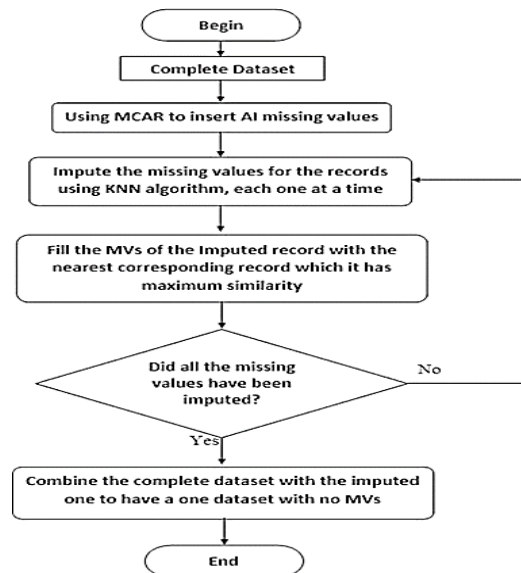 Begin
Complete Dataset
Using MCAR to insert AI missing values
Impute the missing values for the records
using KNN algorithm, each one at a time
Fill the MVs of the Imputed record with the
nearest corresponding record which it has
maximum similarity
Did all the missing
values have been
imputed?
No
Yes
Combine the complete dataset with the imputed
one to have a one dataset with no MVs
End